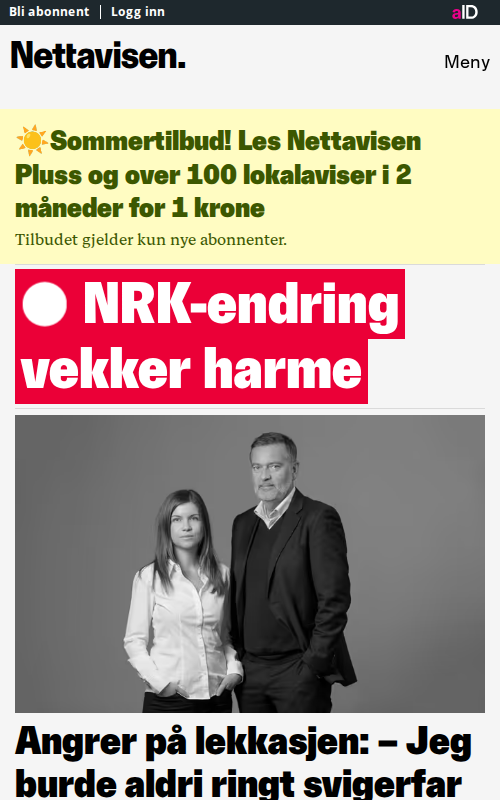 Bli abonnent | Logg inn
aID
Nettavisen.
Meny
☀️Sommertilbud! Les Nettavisen
Pluss og over 100 lokalaviser i 2
måneder for 1 krone
Tilbudet gjelder kun nye abonnenter.
NRK-endring
vekker harme
Angrer på lekkasjen: – Jeg
burde aldri ringt svigerfar